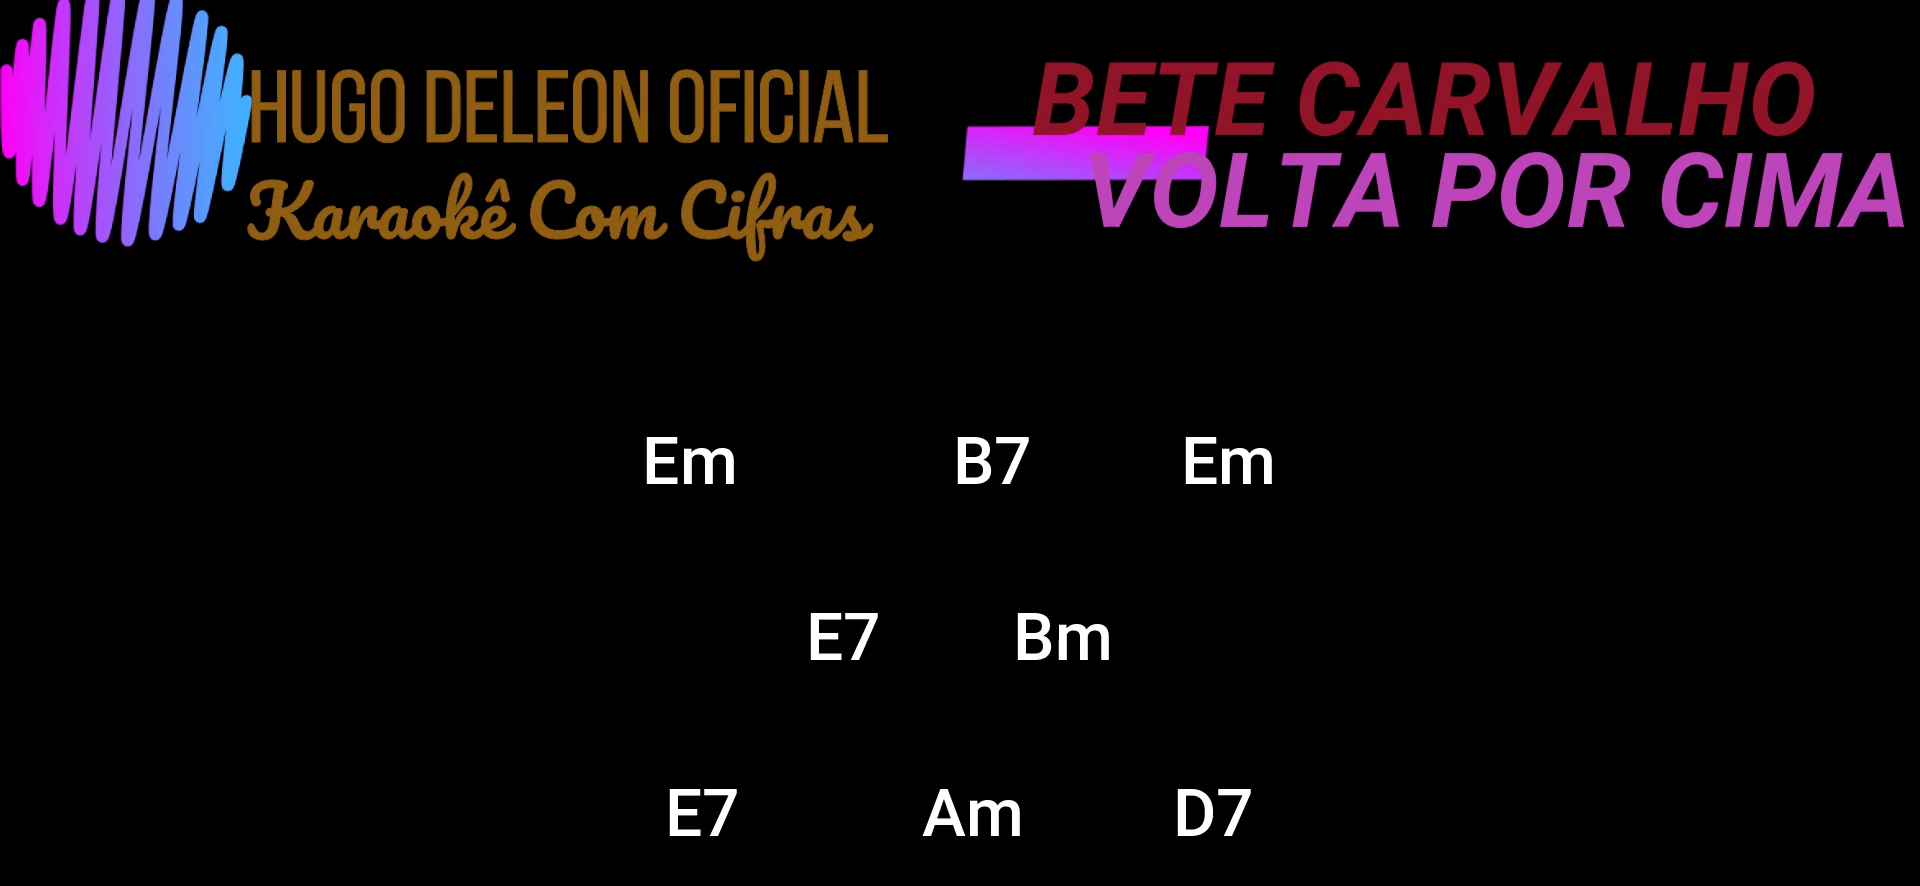 HUGO DELEON OFICIAL
Karaokê Com Cifras
BETE CARVALHO
VOLTA POR CIMA
Em B7 Em
E7 Bm
E7 Am D7